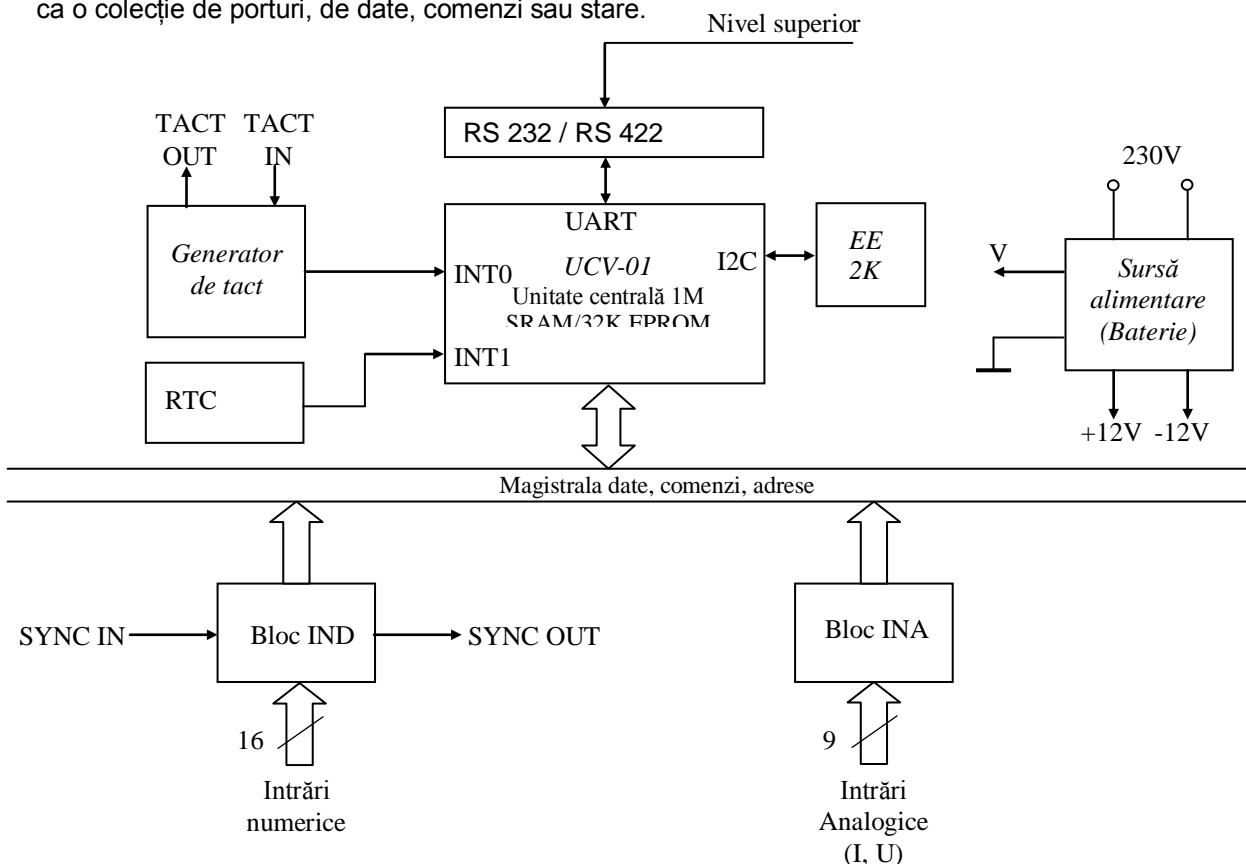 ca o colecție de porturi, de date, comenzi sau stare.
Nivel superior
TACT TACT
OUT IN
RS 232 / RS 422
230V
Generator
de tact
UART
INT0
UCV-01
I2C
Unitate centrală 1M
SRAM/32K EPROM
INT1
EE
2K
V
Sursă
alimentare
(Baterie)
RTC
+12V -12V
Magistrala date, comenzi, adrese
SYNC IN
Bloc IND
SYNC OUT
Bloc INA
16
9
Intrări
numerice
Intrări
Analogice
(I, U)